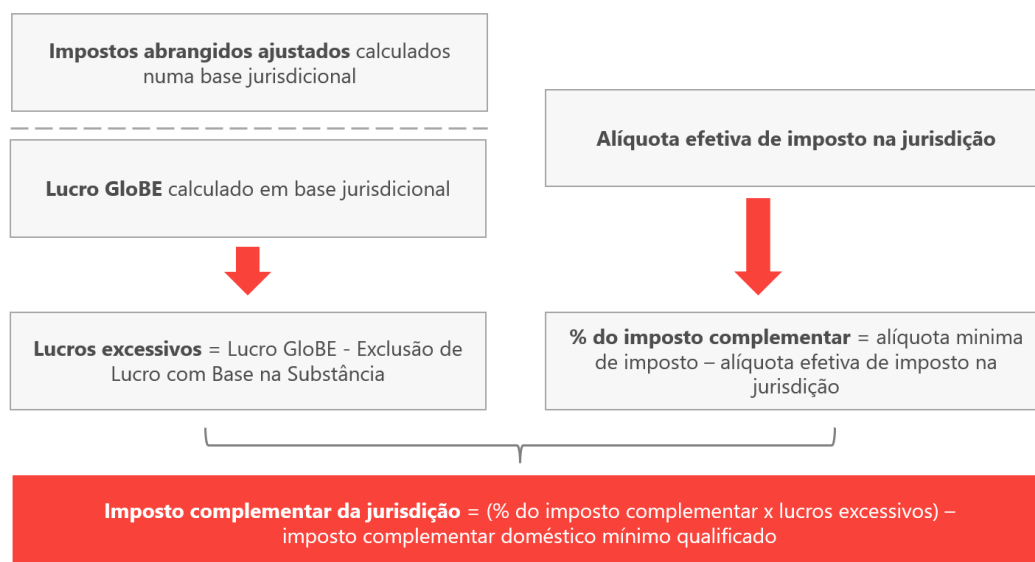 Impostos abrangidos ajustados calculados
numa base jurisdicional
Lucro GloBE calculado em base jurisdicional
Alíquota efetiva de imposto na jurisdição
Lucros excessivos = Lucro GloBE - Exclusão de
Lucro com Base na Substância
% do imposto complementar = alíquota minima
de imposto – alíquota efetiva de imposto na
jurisdição
Imposto complementar da jurisdição = (% do imposto complementar x lucros excessivos) –
imposto complementar doméstico mínimo qualificado